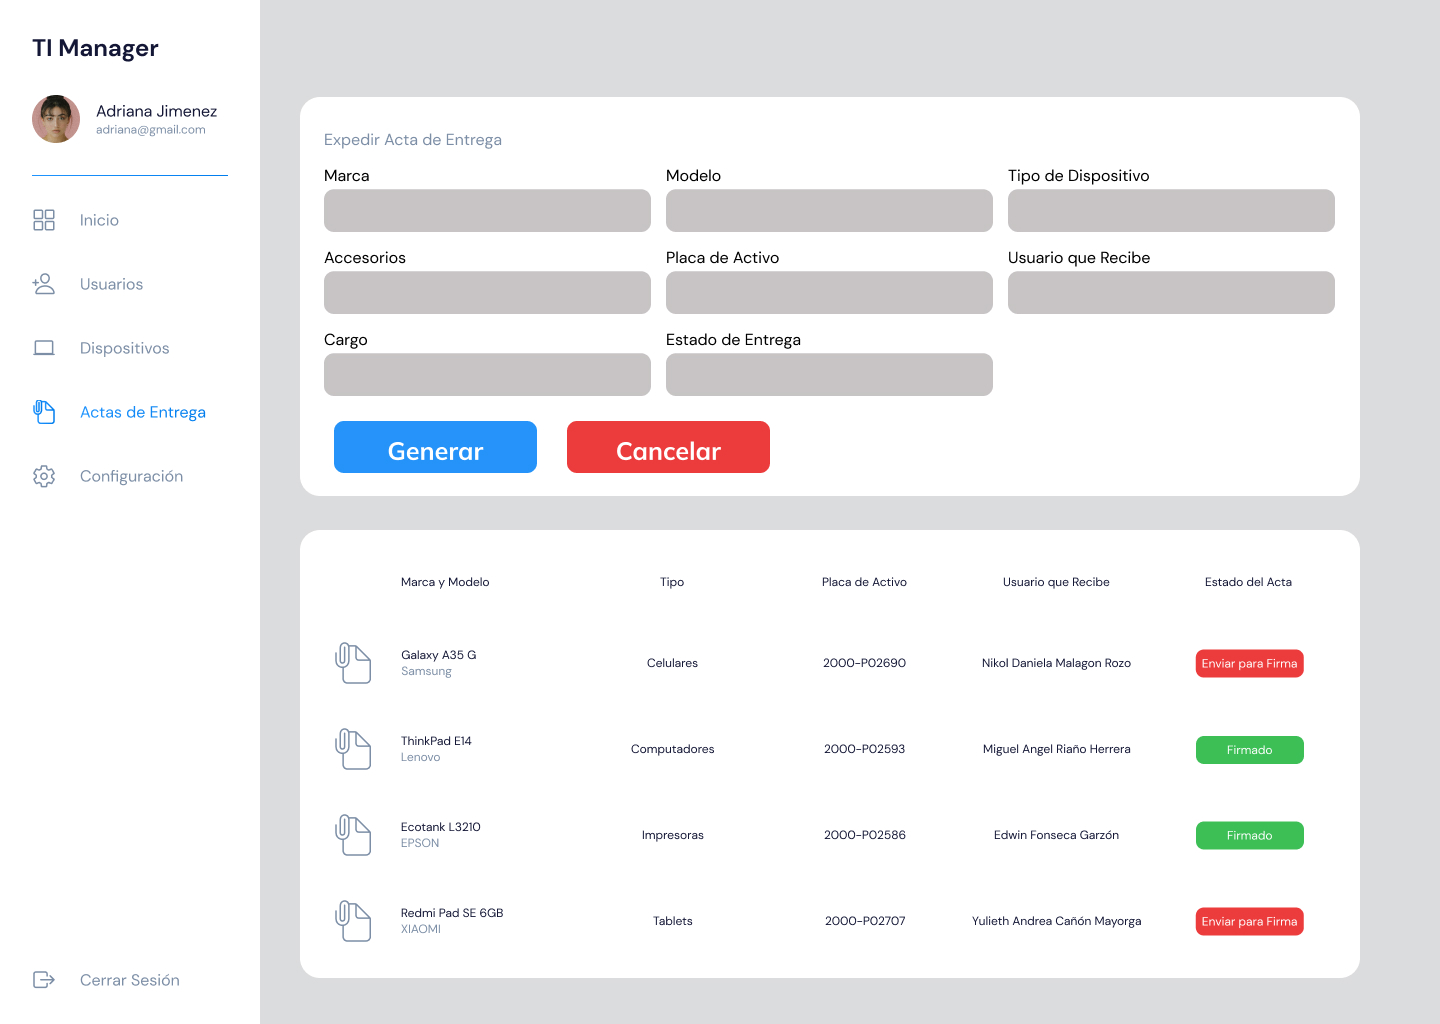 TI Manager
Adriana Jimenez
adriana@gmail.com
Inicio
Usuarios
Dispositivos
Actas de Entrega
Configuración
Cerrar Sesión
Expedir Acta de Entrega
Marca Modelo Tipo de Dispositivo
Accesorios Placa de Activo Usuario que Recibe
Cargo Estado de Entrega
Generar Cancelar
Marca y Modelo Tipo Placa de Activo Usuario que Recibe Estado del Acta
Galaxy A35 G
Samsung
Celulares 2000-P02690 Nikol Daniela Malagon Rozo Enviar para Firma
ThinkPad E14
Lenovo
Computadores 2000-P02593 Miguel Angel Riaño Herrera Firmado
Ecotank L3210
EPSON
Impresoras 2000-P02586 Edwin Fonseca Garzón Firmado
Redmi Pad SE 6GB
XIAOMI
Tablets 2000-P02707 Yulieth Andrea Cañón Mayorga Enviar para Firma